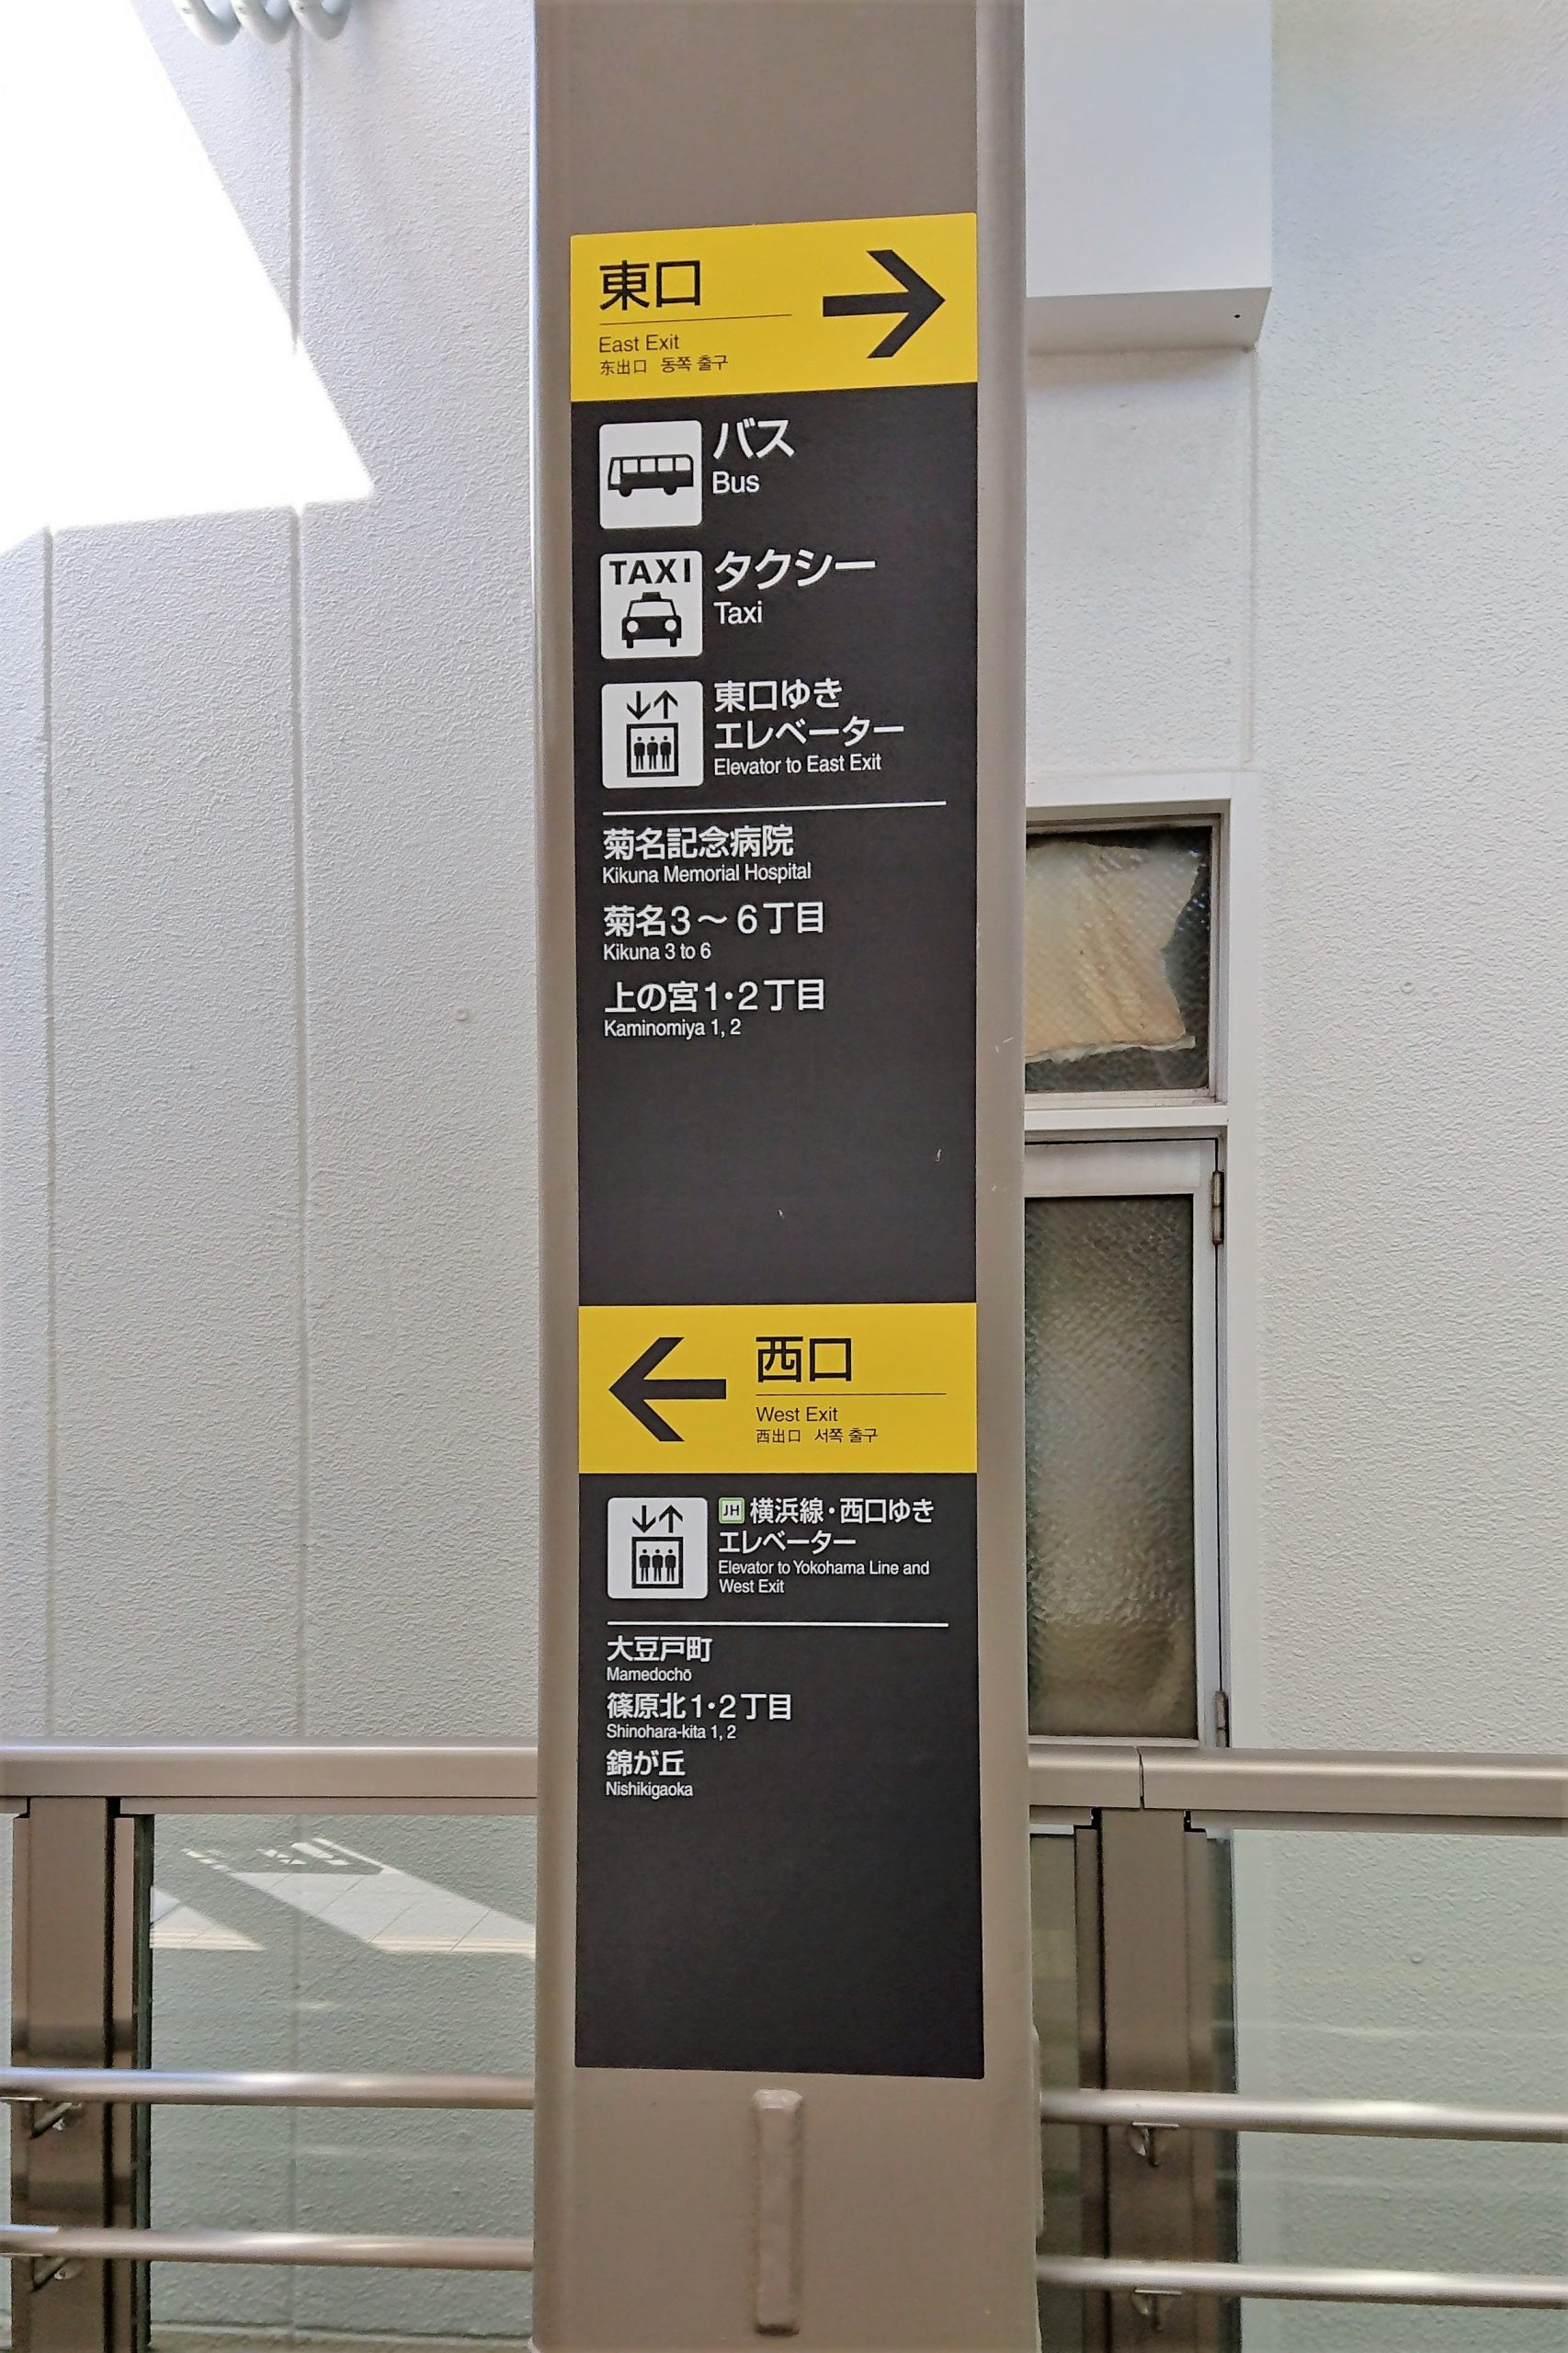 東口
East Exit
东出口 동쪽 출구
バス
Bus
TAXI
タクシー
Taxi
東口ゆき
エレベーター
Elevator to East Exit
菊名記念病院
Kikuna Memorial Hospital
菊名3～6丁目
Kikuna 3 to 6
上の宮1・2丁目
Kaminomiya 1, 2
西口
West Exit
西出口 서쪽 출구
JH 横浜線・西口ゆき
エレベーター
Elevator to Yokohama Line and
West Exit
大豆戸町
Mamedochō
篠原北1・2丁目
Shinohara-kita 1, 2
錦が丘
Nishikigaoka